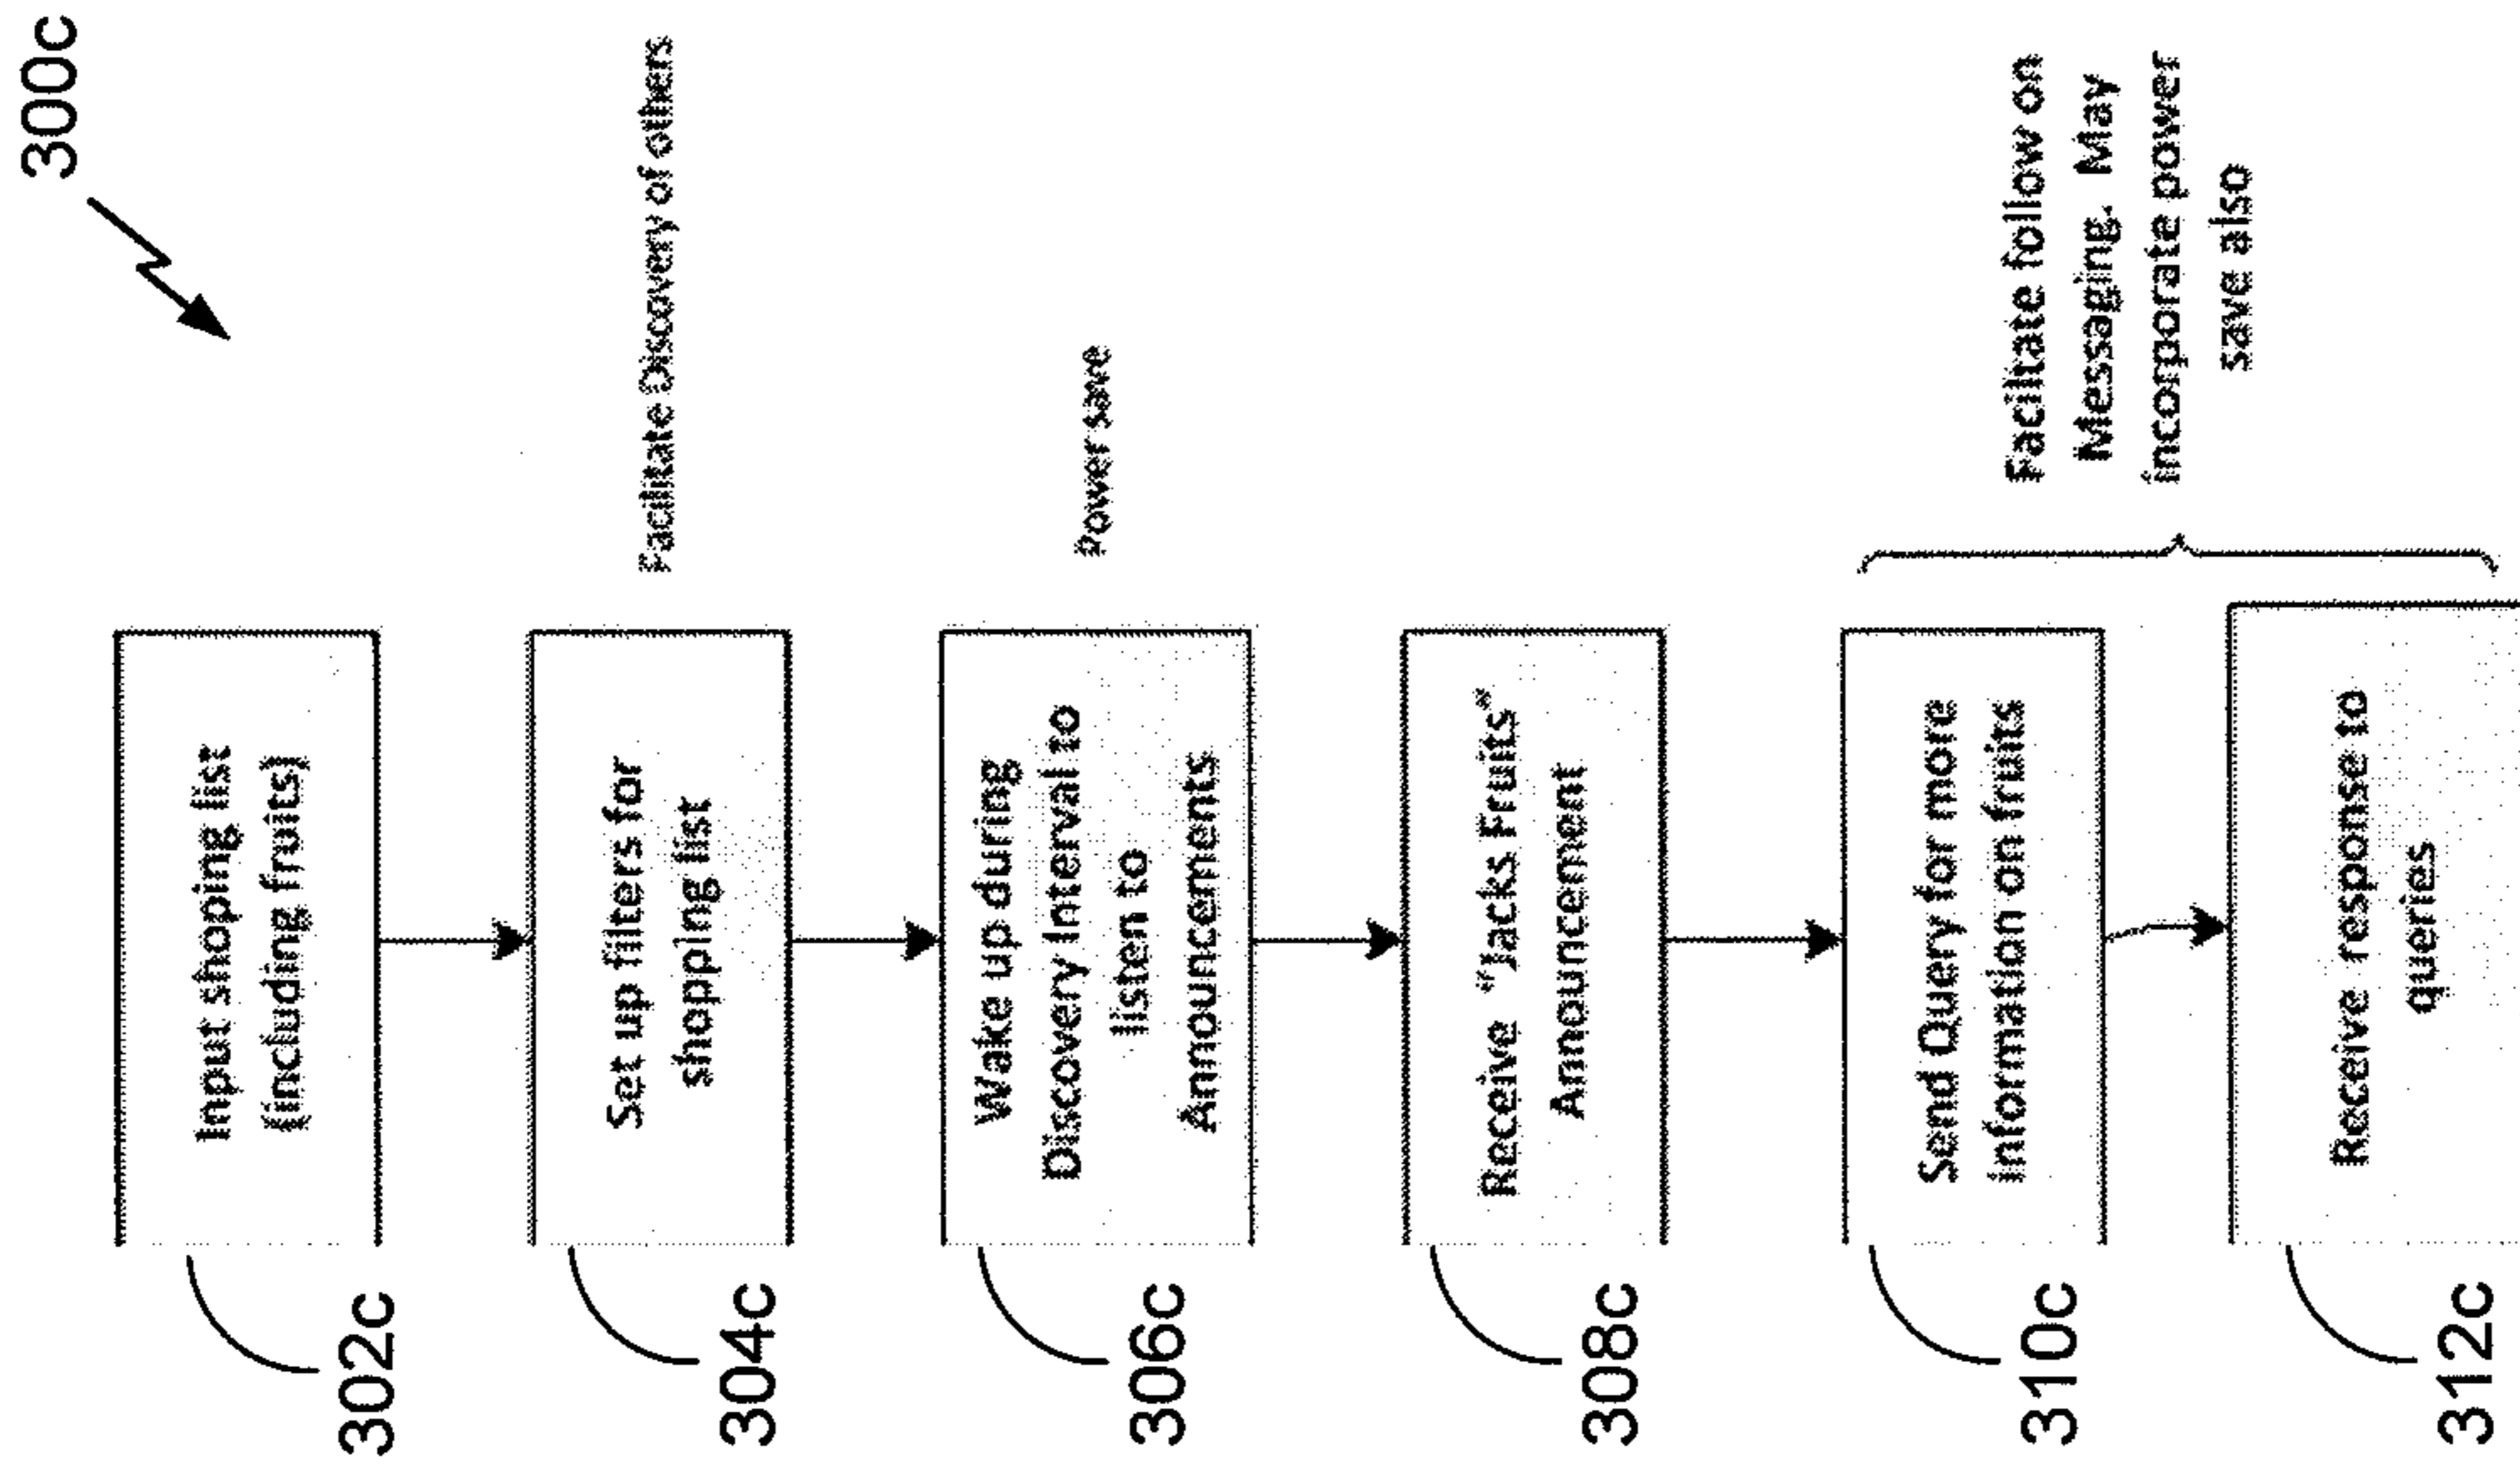 300c
302c
Input shoping list
(including fruits)
304c
Set up filters for
shopping list
Facilitate Discovery of others
306c
Wake up during
Discovery Interval to
listen to
Announcements
Power save
308c
Receive "Jacks Fruits"
Announcement
310c
Send Query for more
information on fruits
312c
Receive response to
queries
Facilitate follow on
Messaging. May
incorporate power
save also